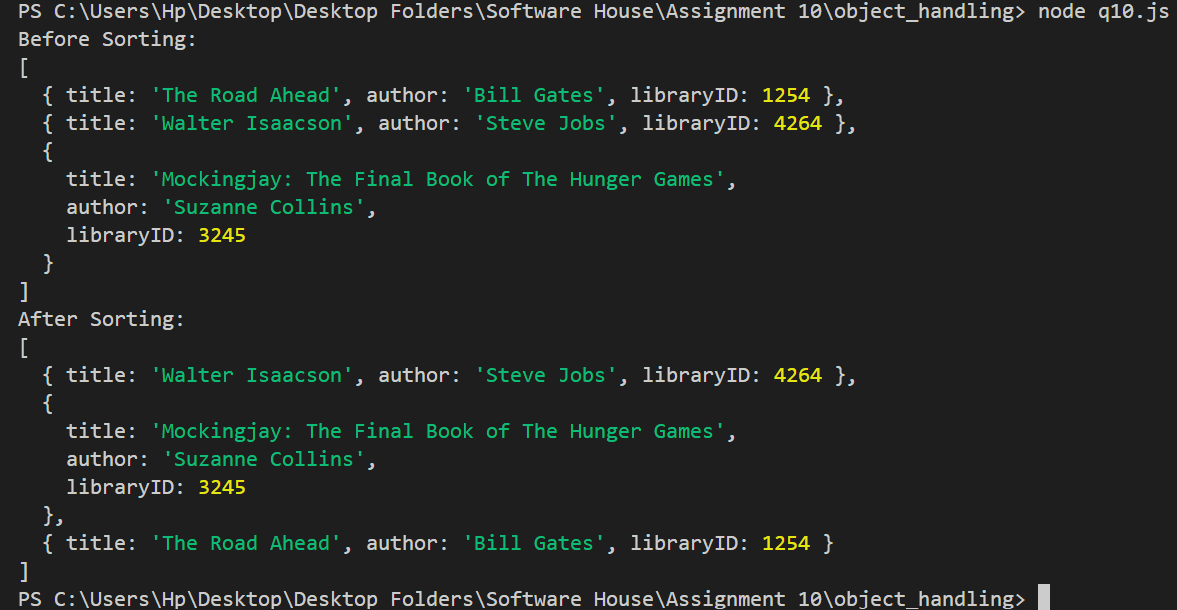 PS C:\Users\Hp\Desktop\Desktop Folders\Software House\Assignment 10\object_handling> node q10.js
Before Sorting:
[
  { title: 'The Road Ahead', author: 'Bill Gates', libraryID: 1254 },
  { title: 'Walter Isaacson', author: 'Steve Jobs', libraryID: 4264 },
  {
    title: 'Mockingjay: The Final Book of The Hunger Games',
    author: 'Suzanne Collins',
    libraryID: 3245
  }
]
After Sorting:
[
  { title: 'Walter Isaacson', author: 'Steve Jobs', libraryID: 4264 },
  {
    title: 'Mockingjay: The Final Book of The Hunger Games',
    author: 'Suzanne Collins',
    libraryID: 3245
  },
  { title: 'The Road Ahead', author: 'Bill Gates', libraryID: 1254 }
]
PS C:\Users\Hp\Desktop\Desktop Folders\Software House\Assignment 10\object_handling>